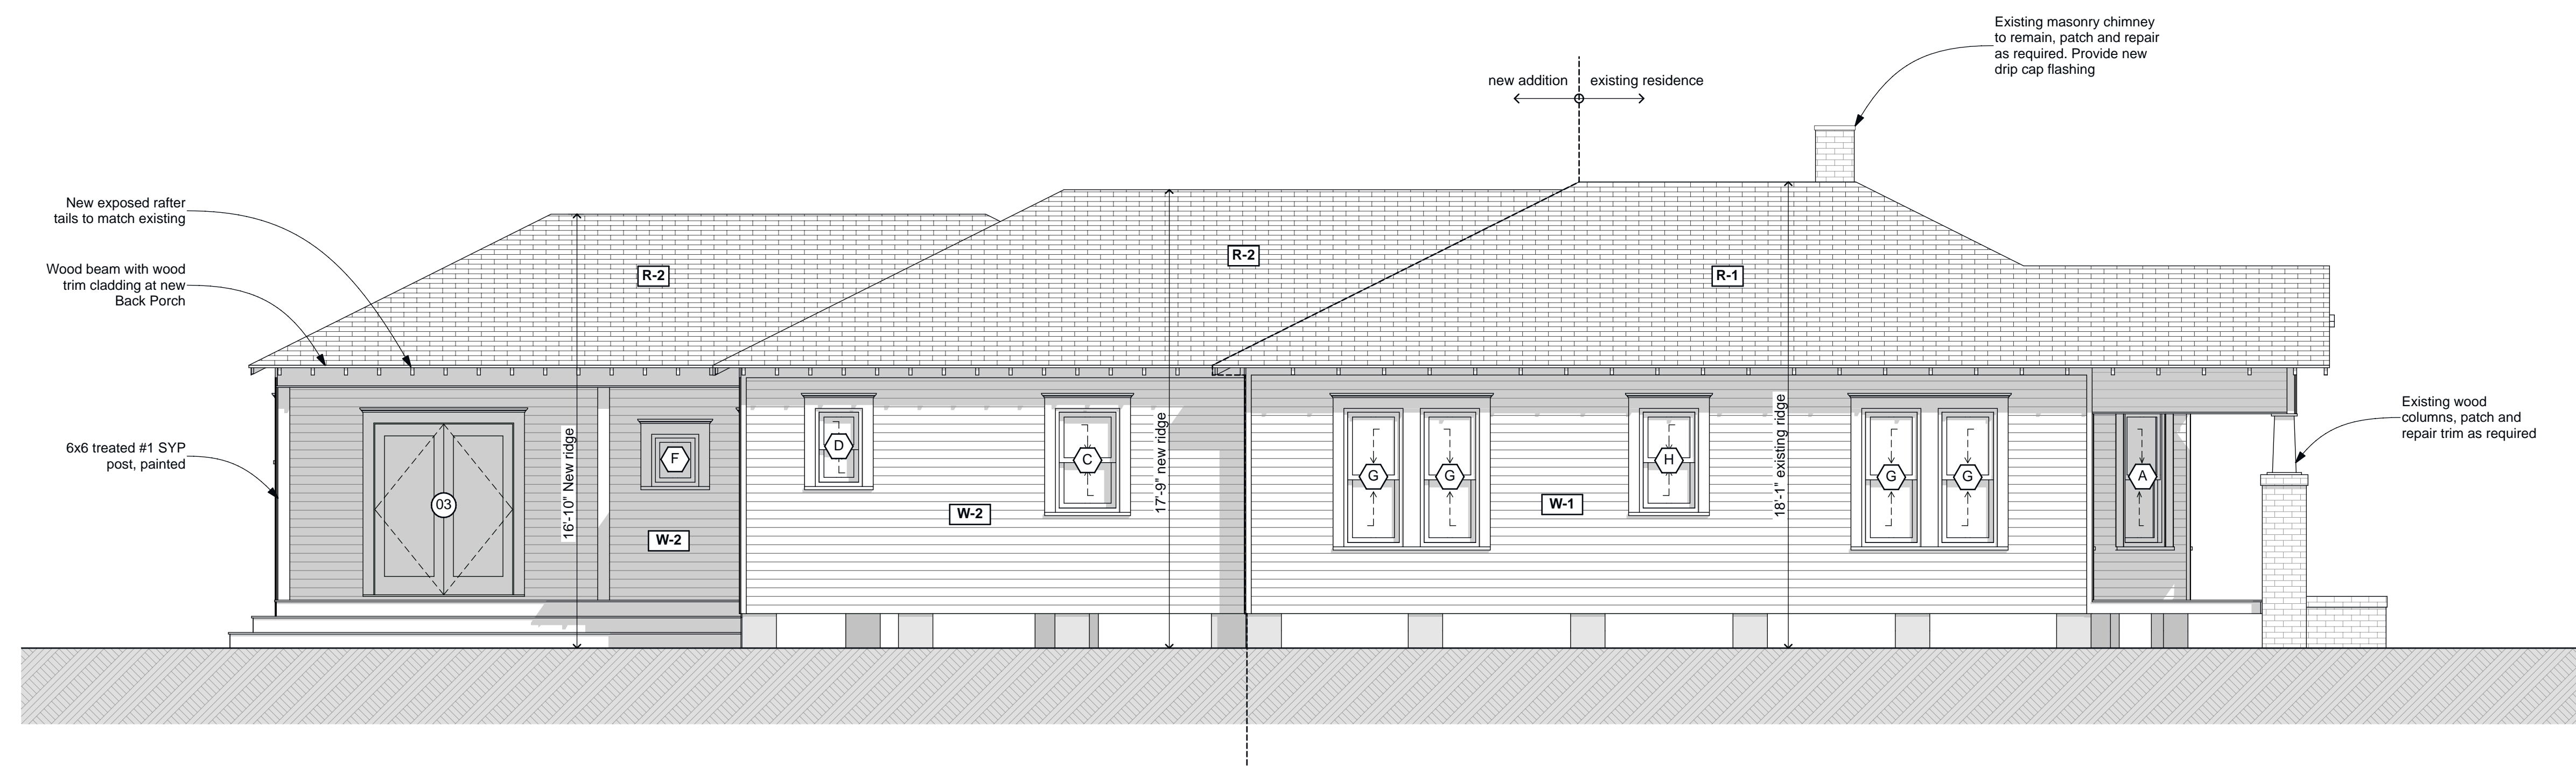 Existing masonry chimney
to remain, patch and repair
as required. Provide new
drip cap flashing
new addition
existing residence
New exposed rafter
tails to match existing
Wood beam with wood
trim cladding at new
Back Porch
6x6 treated #1 SYP
post, painted
R-2
R-2
R-1
Existing wood
columns, patch and
repair trim as required
16'-10" New ridge
17'-9" new ridge
18'-1" existing ridge
03
F
D
C
G
G
H
G
G
A
W-2
W-2
W-1